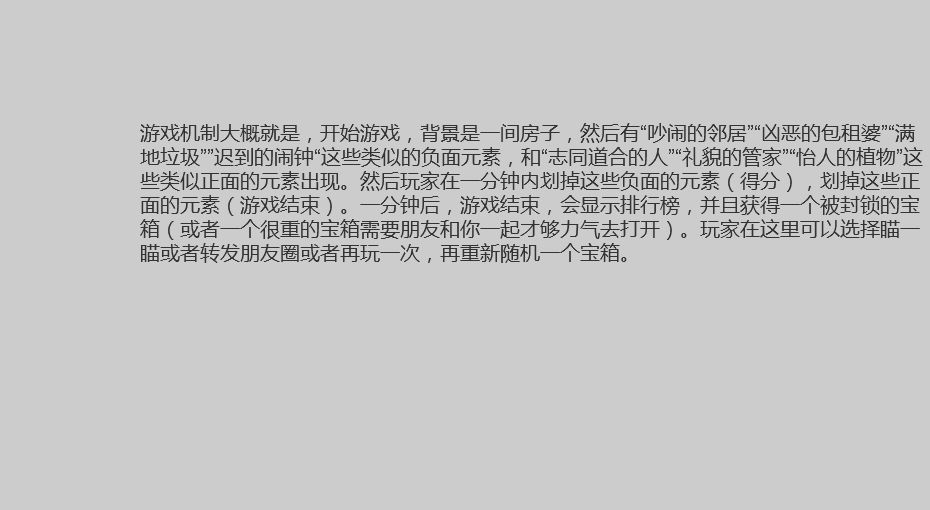 游戏机制大概就是，开始游戏，背景是一间房子，然后有“吵闹的邻居”“凶恶的包租婆”“满
地垃圾””迟到的闹钟“这些类似的负面元素，和“志同道合的人”“礼貌的管家”“怡人的植物”这
些类似正面的元素出现。然后玩家在一分钟内划掉这些负面的元素（得分），划掉这些正
面的元素（游戏结束）。一分钟后，游戏结束，会显示排行榜，并且获得一个被封锁的宝
箱（或者一个很重的宝箱需要朋友和你一起才够力气去打开）。玩家在这里可以选择瞄一
瞄或者转发朋友圈或者再玩一次，再重新随机一个宝箱。